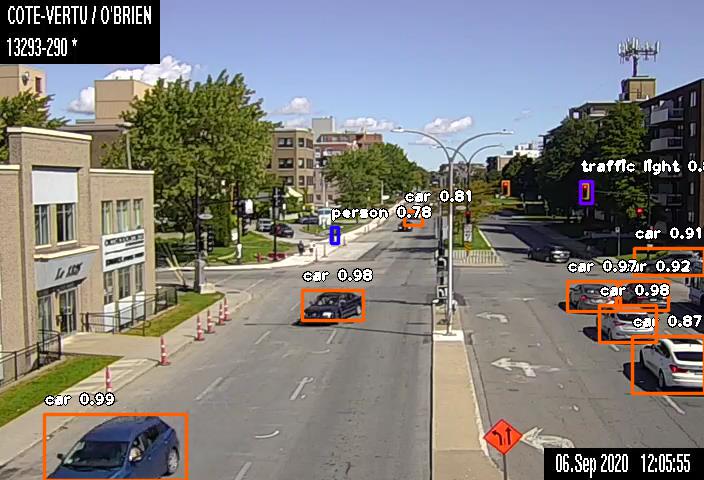 COTE-VERTU / O'BRIEN
13293-290 *
traffic light 0.8
car 0.81
person 0.78
car 0.91
car 0.97
car 0.92
car 0.98
car 0.98
car 0.87
car 0.99
06.Sep 2020 12:05:55